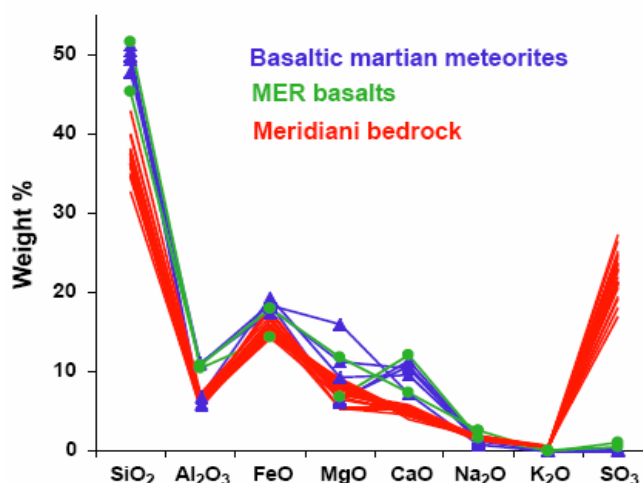 Weight %
50
40
30
20
10
0
Basaltic martian meteorites
MER basalts
Meridiani bedrock
SiO₂ Al₂O₃ FeO MgO CaO Na₂O K₂O SO₃